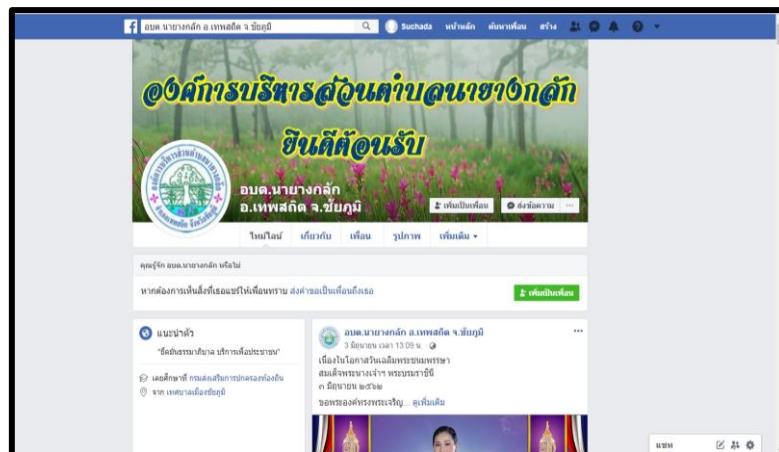 อบต.นายางกลัก อ.เทพสถิต จ.ชัยภูมิ
Suchada หน้าหลัก ค้นหาเพื่อน สร้าง
องค์การบริหารส่วนตำบลนายางกลัก
ยินดีต้อนรับ
อบต.นายางกลัก
อ.เทพสถิต จ.ชัยภูมิ
เพิ่มเป็นเพื่อน ส่งข้อความ
ไทม์ไลน์ เกี่ยวกับ เพื่อน รูปภาพ เพิ่มเติม
คุณรู้จัก อบต.นายางกลัก หรือไม่
หากต้องการเห็นสิ่งที่เธอแชร์ให้เพื่อนทราบ ส่งคำขอเป็นเพื่อนถึงเธอ
เพิ่มเป็นเพื่อน
แนะนำตัว
"ยึดมั่นธรรมาภิบาล บริการเพื่อประชาชน"
เคยศึกษาที่ กรมส่งเสริมการปกครองท้องถิ่น
จาก เทศบาลเมืองชัยภูมิ
อบต.นายางกลัก อ.เทพสถิต จ.ชัยภูมิ
3 มิถุนายน เวลา 13:09 น.
เนื่องในโอกาสวันเฉลิมพระชนมพรรษา
สมเด็จพระนางเจ้าฯ พระบรมราชินี
๓ มิถุนายน ๒๕๖๒
ขอพระองค์ทรงพระเจริญ... ดูเพิ่มเติม
แชท